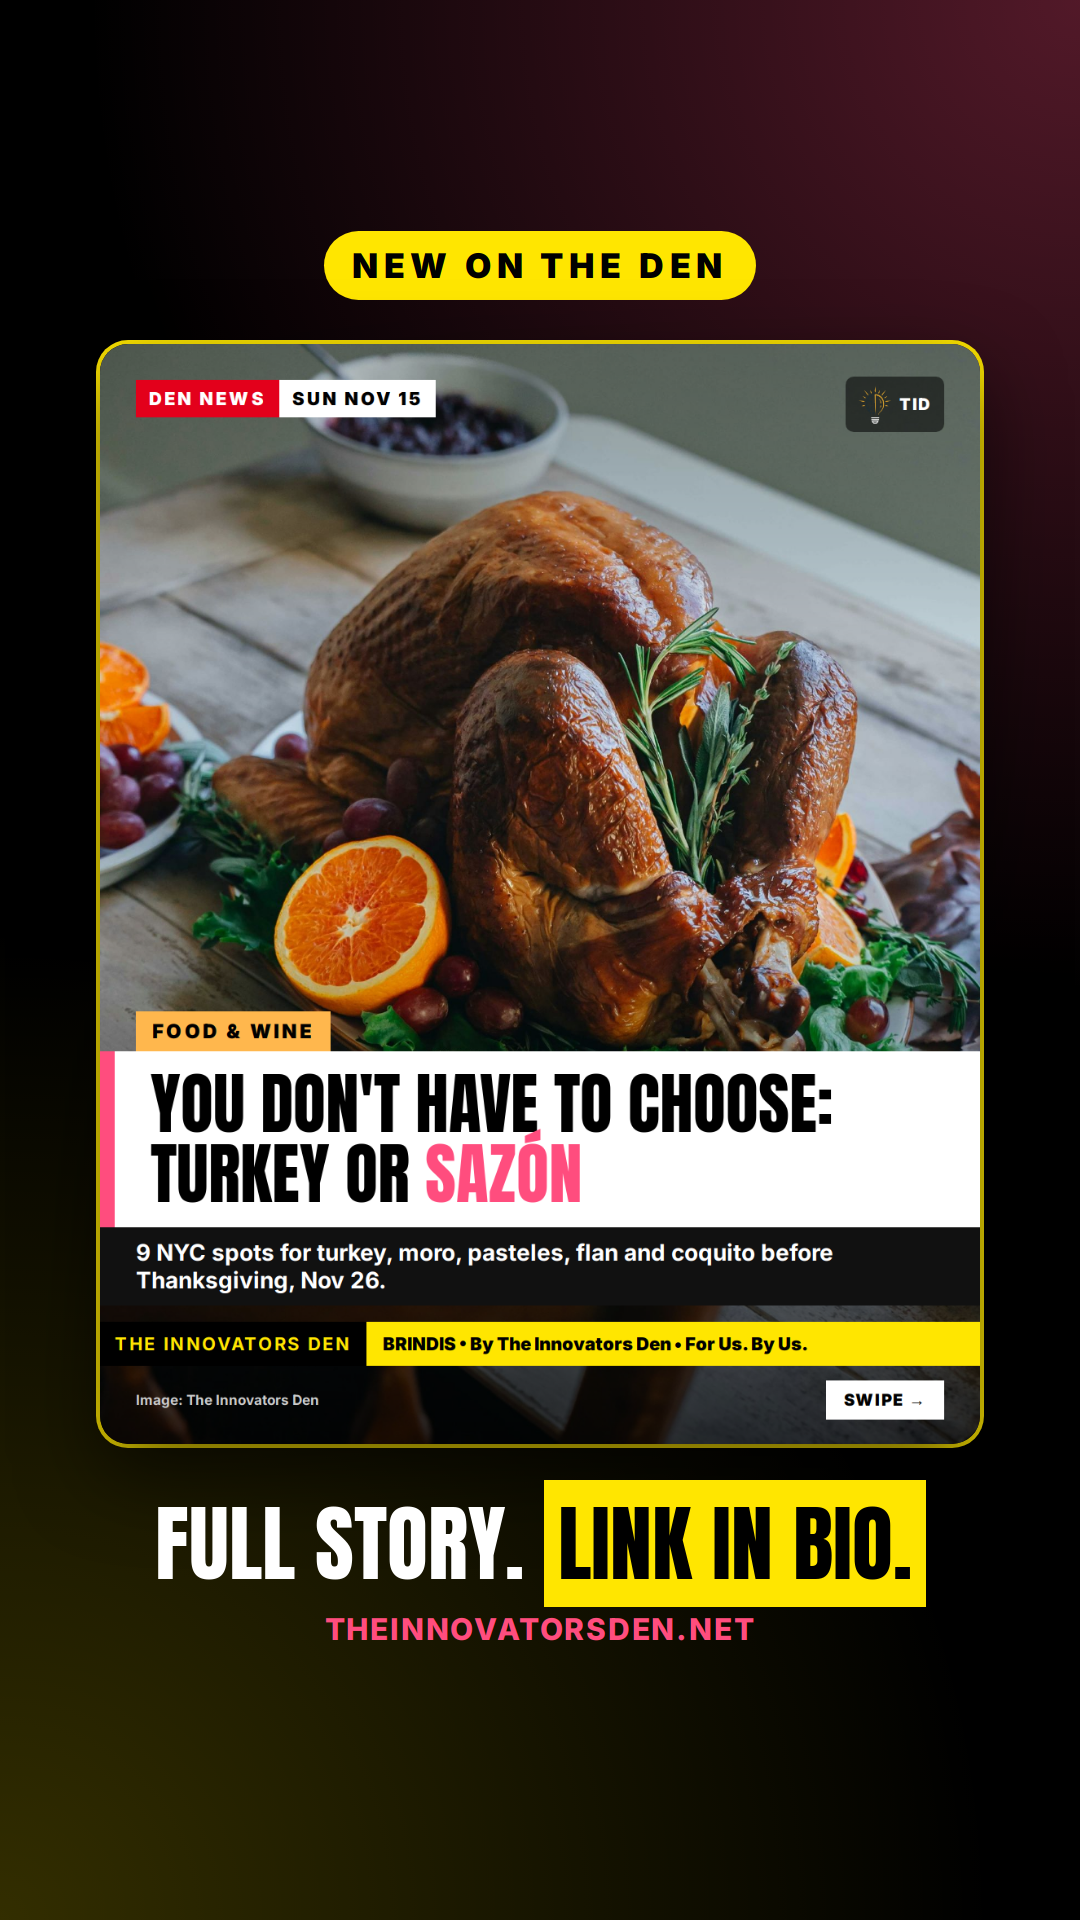 NEW ON THE DEN
DEN NEWS SUN NOV 15
TID
FOOD & WINE
YOU DON'T HAVE TO CHOOSE:
TURKEY OR SAZÓN
9 NYC spots for turkey, moro, pasteles, flan and coquito before
Thanksgiving, Nov 26.
THE INNOVATORS DEN BRINDIS • By The Innovators Den • For Us. By Us.
Image: The Innovators Den
SWIPE →
FULL STORY. LINK IN BIO.
THEINNOVATORSDEN.NET